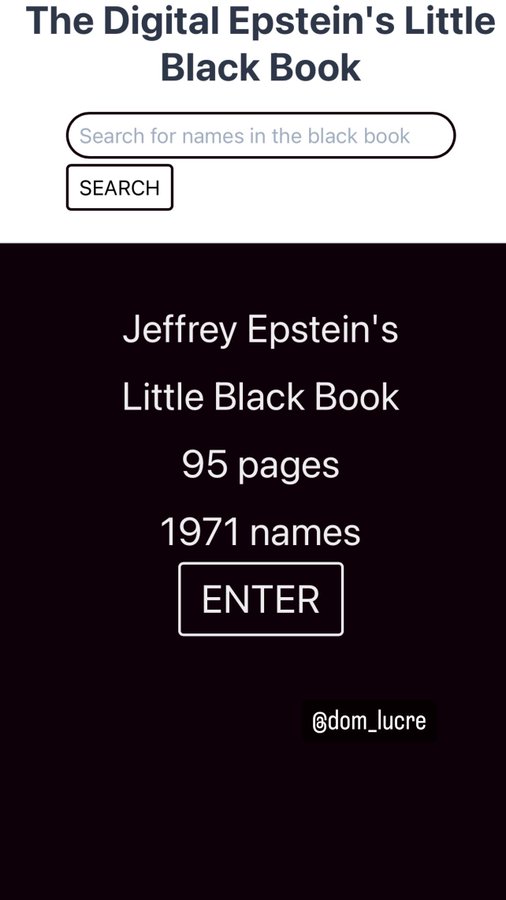 The Digital Epstein's Little
Black Book
Search for names in the black book
SEARCH
Jeffrey Epstein's
Little Black Book
95 pages
1971 names
ENTER
@dom_lucre